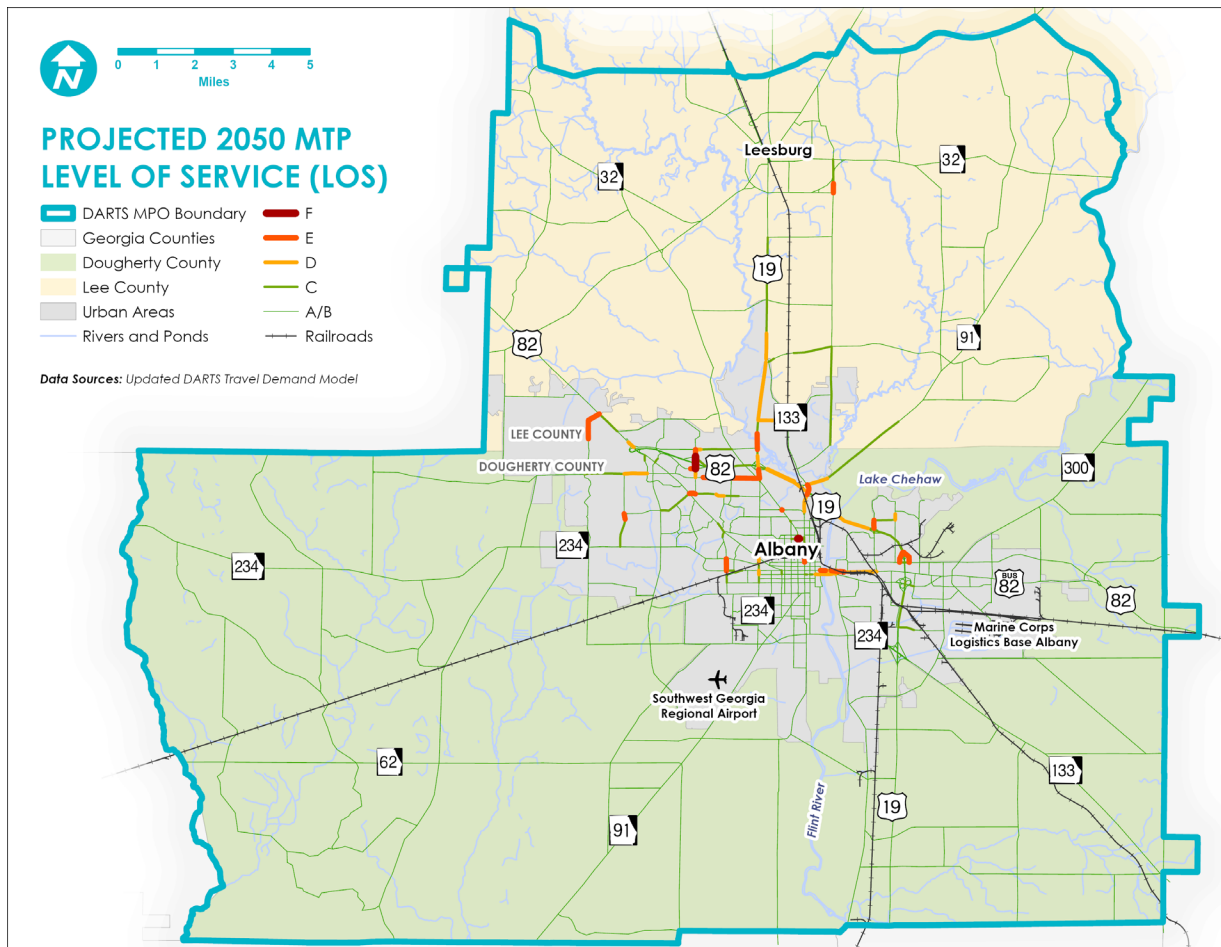 N
0 1 2 3 4 5
Miles
PROJECTED 2050 MTP
LEVEL OF SERVICE (LOS)
DARTS MPO Boundary
Georgia Counties
Dougherty County
Lee County
Urban Areas
Rivers and Ponds
F
E
D
C
A/B
Railroads
Data Sources: Updated DARTS Travel Demand Model
Leesburg
32
32
19
82
91
133
LEE COUNTY
DOUGHERTY COUNTY
82
300
Lake Chehaw
19
234
234
Albany
BUS
82
82
234
234
Marine Corps
Logistics Base Albany
Southwest Georgia
Regional Airport
62
133
Flint River
19
91